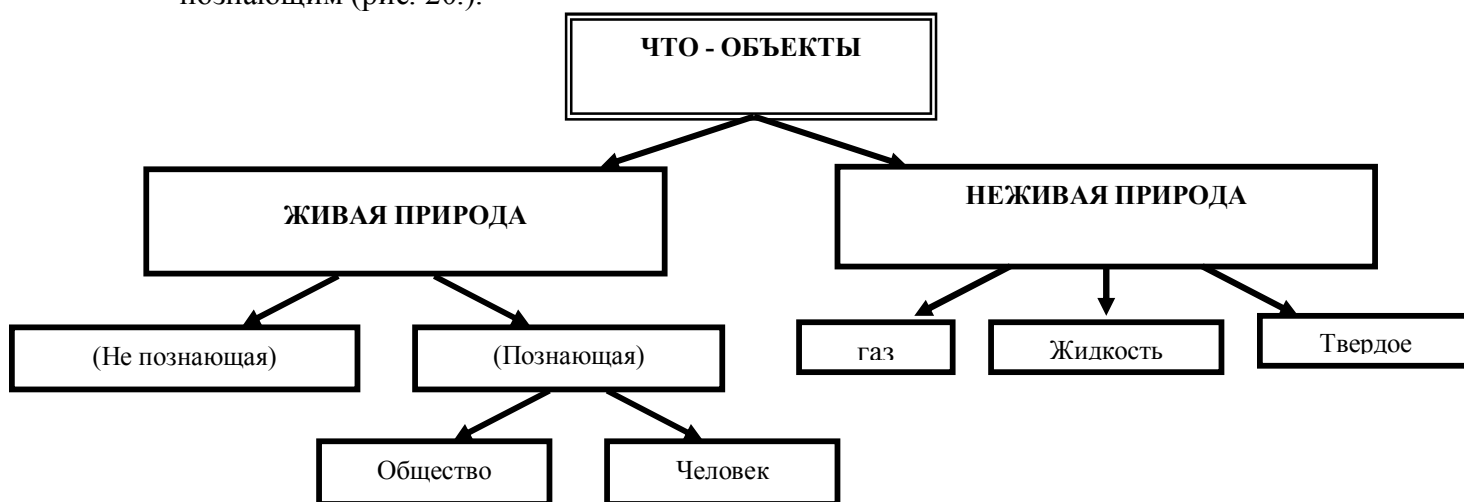 познающим (рис. 20.).
ЧТО - ОБЪЕКТЫ
ЖИВАЯ ПРИРОДА
НЕЖИВАЯ ПРИРОДА
(Не познающая)
(Познающая)
газ
Жидкость
Твердое
Общество
Человек